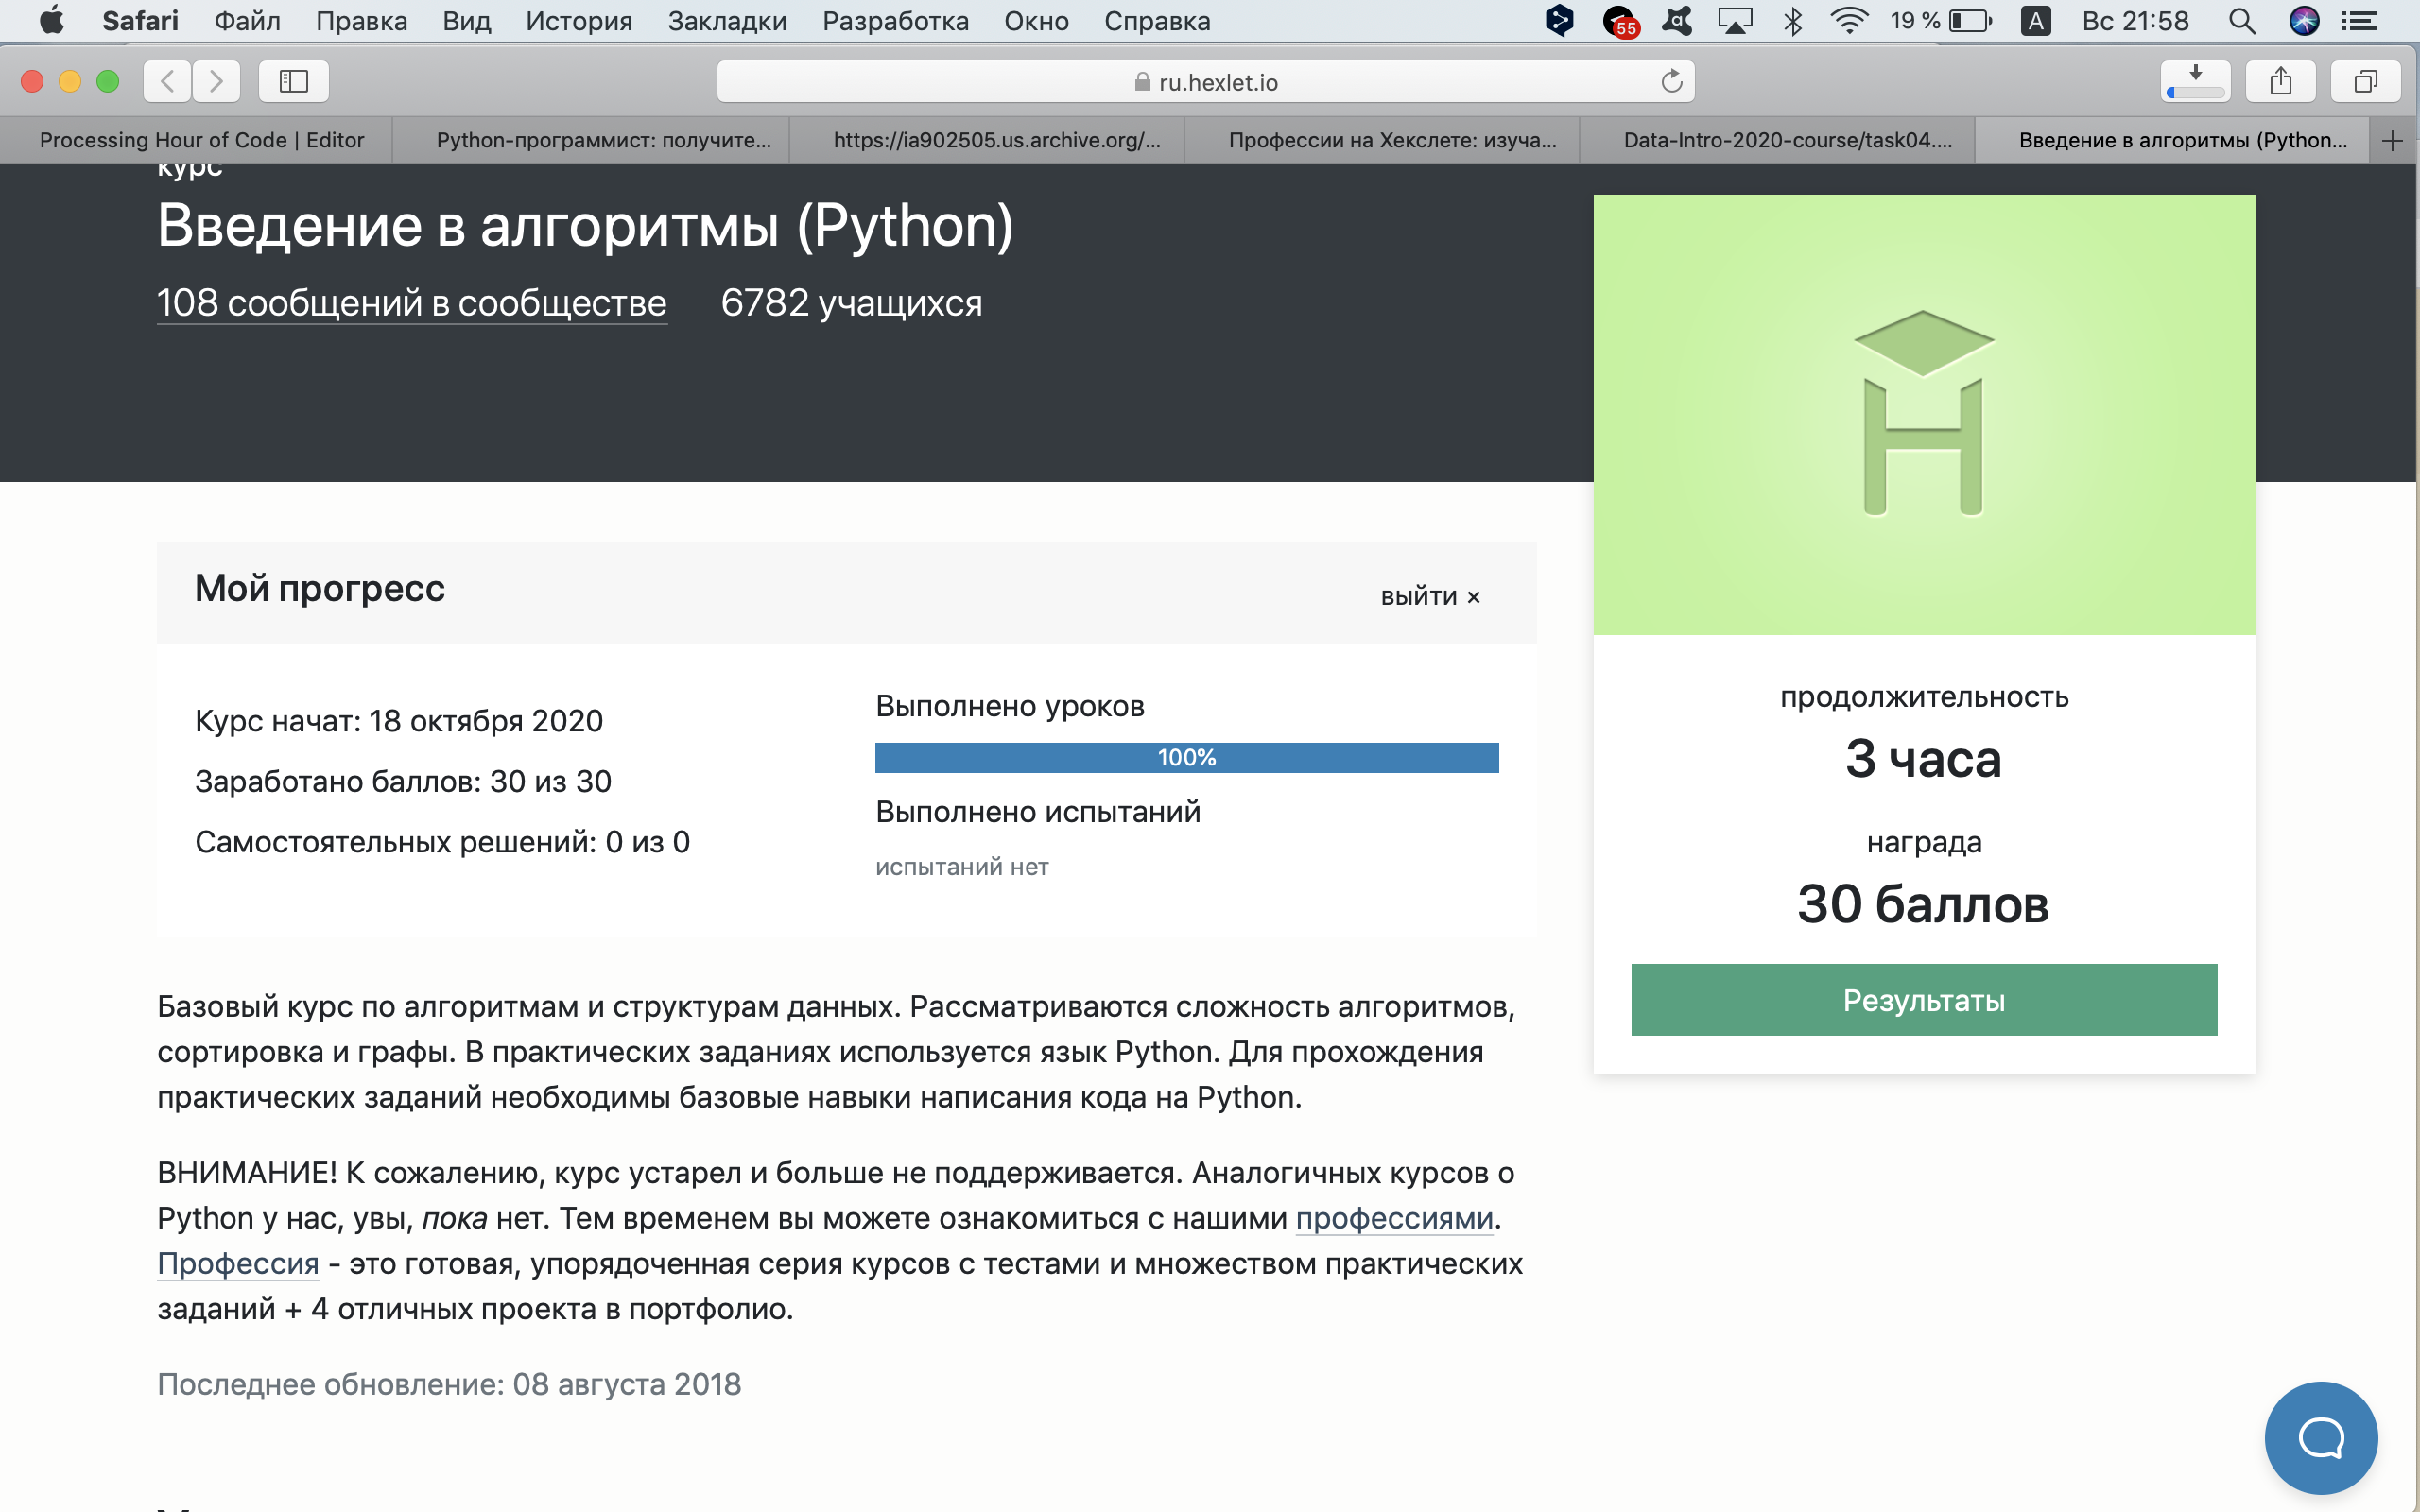 Safari Файл Правка Вид История Закладки Разработка Окно Справка 55 19 % A Вс 21:58
ru.hexlet.io
Processing Hour of Code | Editor Python-программист: получите... https://ia902505.us.archive.org/... Профессии на Хекслете: изуча... Data-Intro-2020-course/task04.... Введение в алгоритмы (Python...
курс
Введение в алгоритмы (Python)
108 сообщений в сообществе 6782 учащихся
Мой прогресс
выйти ×
Курс начат: 18 октября 2020
Заработано баллов: 30 из 30
Самостоятельных решений: 0 из 0
Выполнено уроков
100%
Выполнено испытаний
испытаний нет
продолжительность
3 часа
награда
30 баллов
Результаты
Базовый курс по алгоритмам и структурам данных. Рассматриваются сложность алгоритмов,
сортировка и графы. В практических заданиях используется язык Python. Для прохождения
практических заданий необходимы базовые навыки написания кода на Python.
ВНИМАНИЕ! К сожалению, курс устарел и больше не поддерживается. Аналогичных курсов о
Python у нас, увы, пока нет. Тем временем вы можете ознакомиться с нашими профессиями.
Профессия - это готовая, упорядоченная серия курсов с тестами и множеством практических
заданий + 4 отличных проекта в портфолио.
Последнее обновление: 08 августа 2018